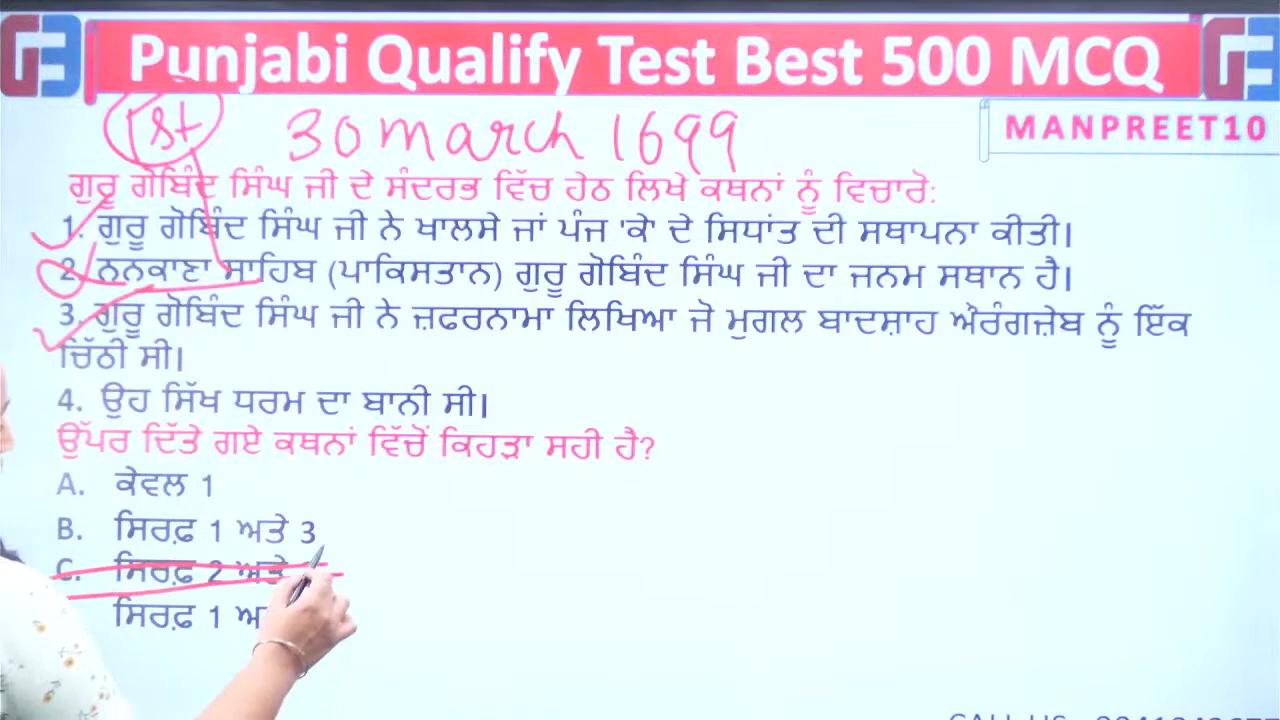 Punjabi Qualify Test Best 500 MCQ
1st 30 march 1699
MANPREET10
ਗੁਰੂ ਗੋਬਿੰਦ ਸਿੰਘ ਜੀ ਦੇ ਸੰਦਰਭ ਵਿੱਚ ਹੇਠ ਲਿਖੇ ਕਥਨਾਂ ਨੂੰ ਵਿਚਾਰੋ:
1. ਗੁਰੂ ਗੋਬਿੰਦ ਸਿੰਘ ਜੀ ਨੇ ਖਾਲਸੇ ਜਾਂ ਪੰਜ 'ਕੇ' ਦੇ ਸਿਧਾਂਤ ਦੀ ਸਥਾਪਨਾ ਕੀਤੀ।
2. ਨਨਕਾਣਾ ਸਾਹਿਬ (ਪਾਕਿਸਤਾਨ) ਗੁਰੂ ਗੋਬਿੰਦ ਸਿੰਘ ਜੀ ਦਾ ਜਨਮ ਸਥਾਨ ਹੈ।
3. ਗੁਰੂ ਗੋਬਿੰਦ ਸਿੰਘ ਜੀ ਨੇ ਜ਼ਫਰਨਾਮਾ ਲਿਖਿਆ ਜੋ ਮੁਗਲ ਬਾਦਸ਼ਾਹ ਔਰੰਗਜ਼ੇਬ ਨੂੰ ਇੱਕ
ਚਿੱਠੀ ਸੀ।
4. ਉਹ ਸਿੱਖ ਧਰਮ ਦਾ ਬਾਨੀ ਸੀ।
ਉੱਪਰ ਦਿੱਤੇ ਗਏ ਕਥਨਾਂ ਵਿੱਚੋਂ ਕਿਹੜਾ ਸਹੀ ਹੈ?
A. ਕੇਵਲ 1
B. ਸਿਰਫ਼ 1 ਅਤੇ 3
C. ਸਿਰਫ਼ 2 ਅਤੇ
ਸਿਰਫ਼ 1